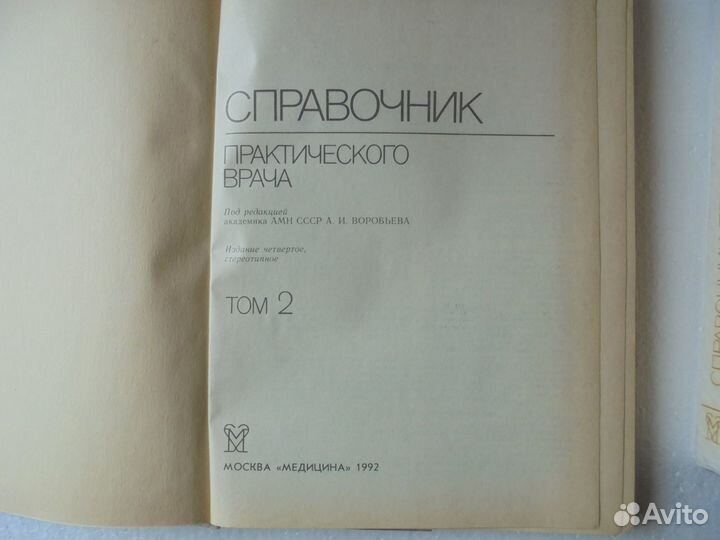 СПРАВОЧНИК
ПРАКТИЧЕСКОГО
ВРАЧА
Под редакцией
академика АМН СССР А. И. ВОРОБЬЕВА
Издание четвертое,
стереотипное
ТОМ 2
МОСКВА «МЕДИЦИНА» 1992
Avito